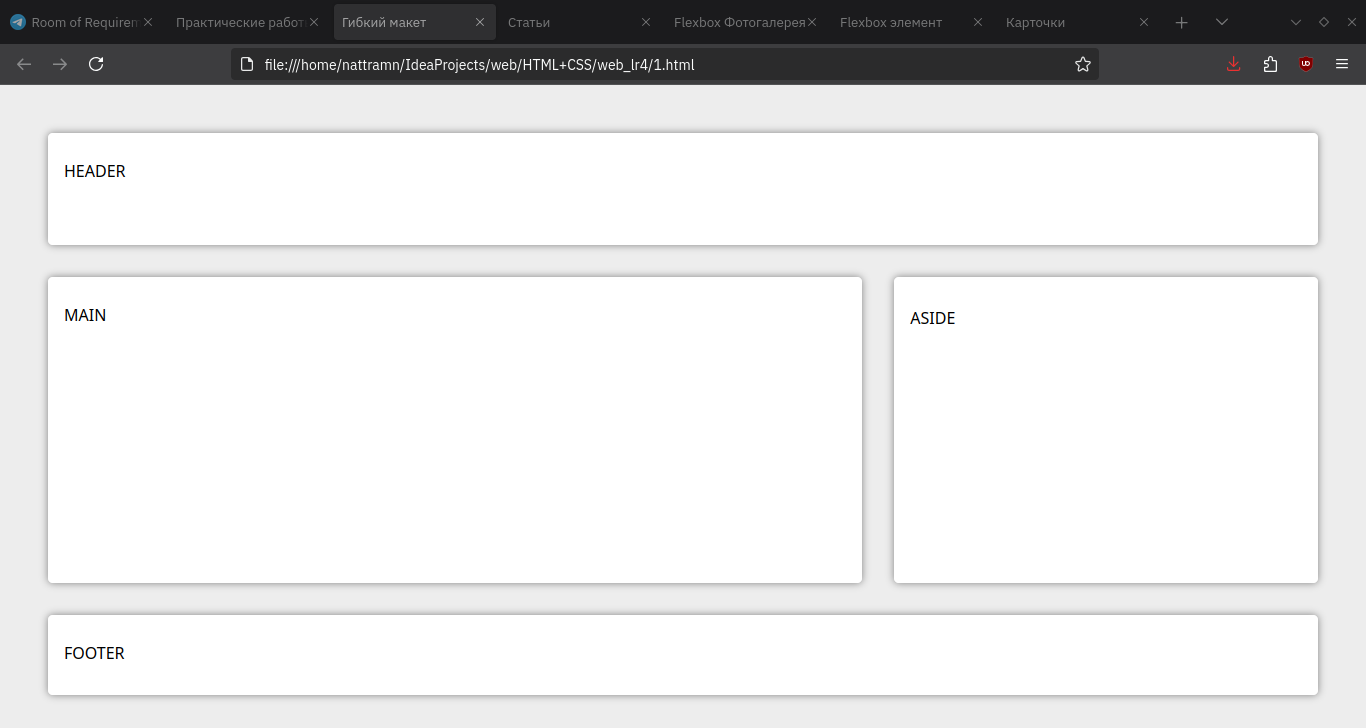 Room of Requirem
Практические работ
Гибкий макет
Статьи
Flexbox Фотогалерея
Flexbox элемент
Карточки
file:///home/nattramn/IdeaProjects/web/HTML+CSS/web_lr4/1.html
HEADER
MAIN
ASIDE
FOOTER